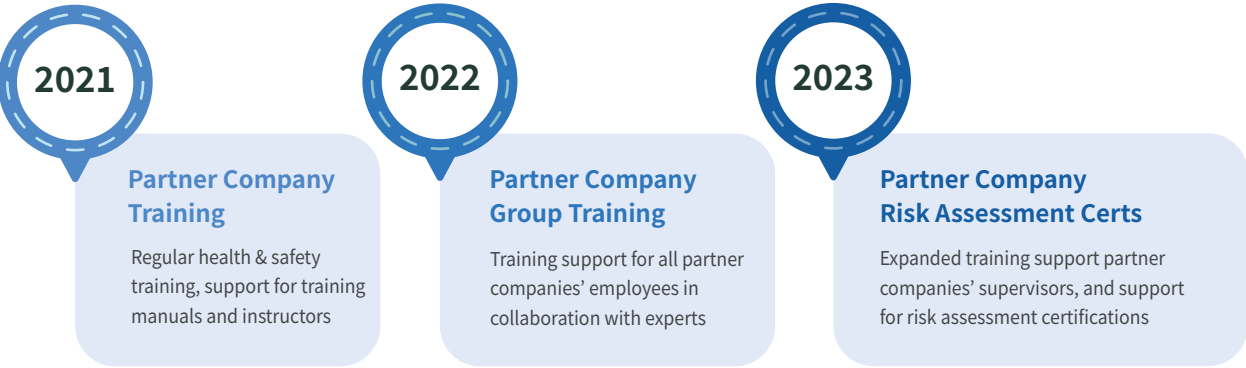 2021
Partner Company
Training
Regular health & safety
training, support for training
manuals and instructors
2022
Partner Company
Group Training
Training support for all partner
companies’ employees in
collaboration with experts
2023
Partner Company
Risk Assessment Certs
Expanded training support partner
companies’ supervisors, and support
for risk assessment certifications